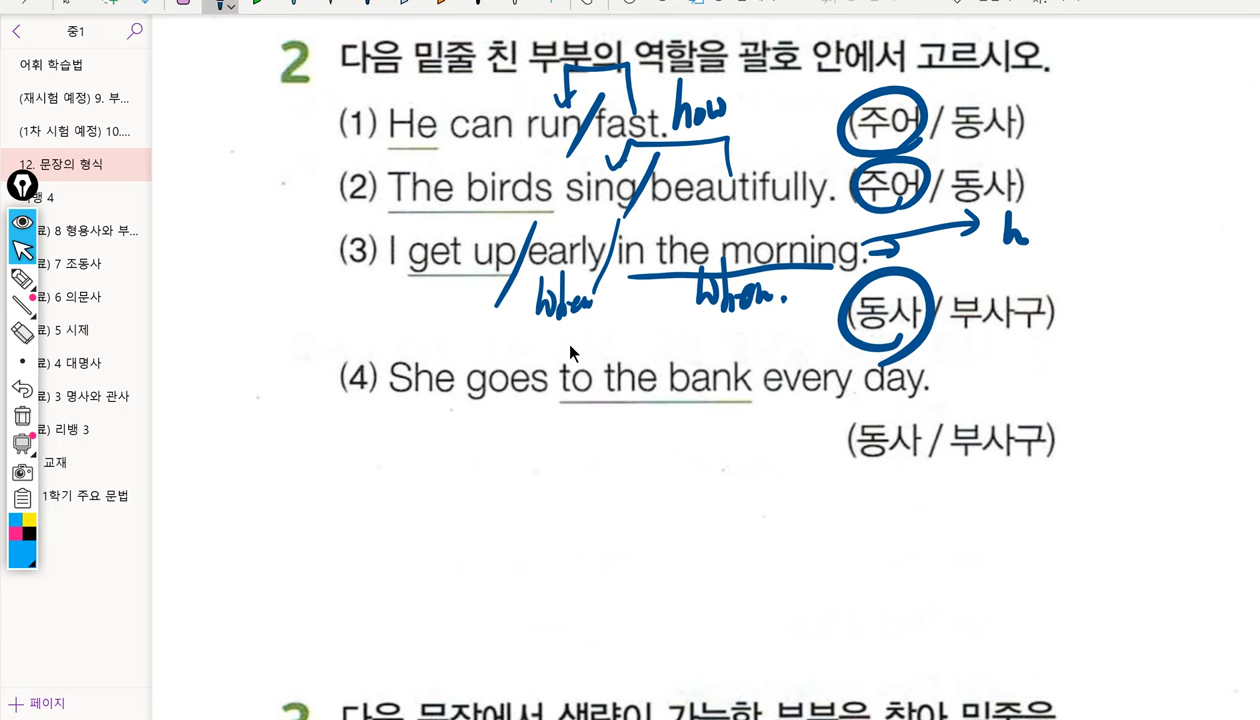 중1
어휘 학습법
(재시험 예정) 9. 부...
(1차 시험 예정) 10....
12. 문장의 형식
4
료) 8 형용사와 부...
료) 7 조동사
료) 6 의문사
료) 5 시제
료) 4 대명사
료) 3 명사와 관사
료) 리뱅 3
교재
1학기 주요 문법
페이지
2 다음 밑줄 친 부분의 역할을 괄호 안에서 고르시오.
(1) He can run fast. how (주어 / 동사)
(2) The birds sing beautifully. (주어 / 동사)
(3) I get up early in the morning. h
when when.
(동사 / 부사구)
(4) She goes to the bank every day.
(동사 / 부사구)